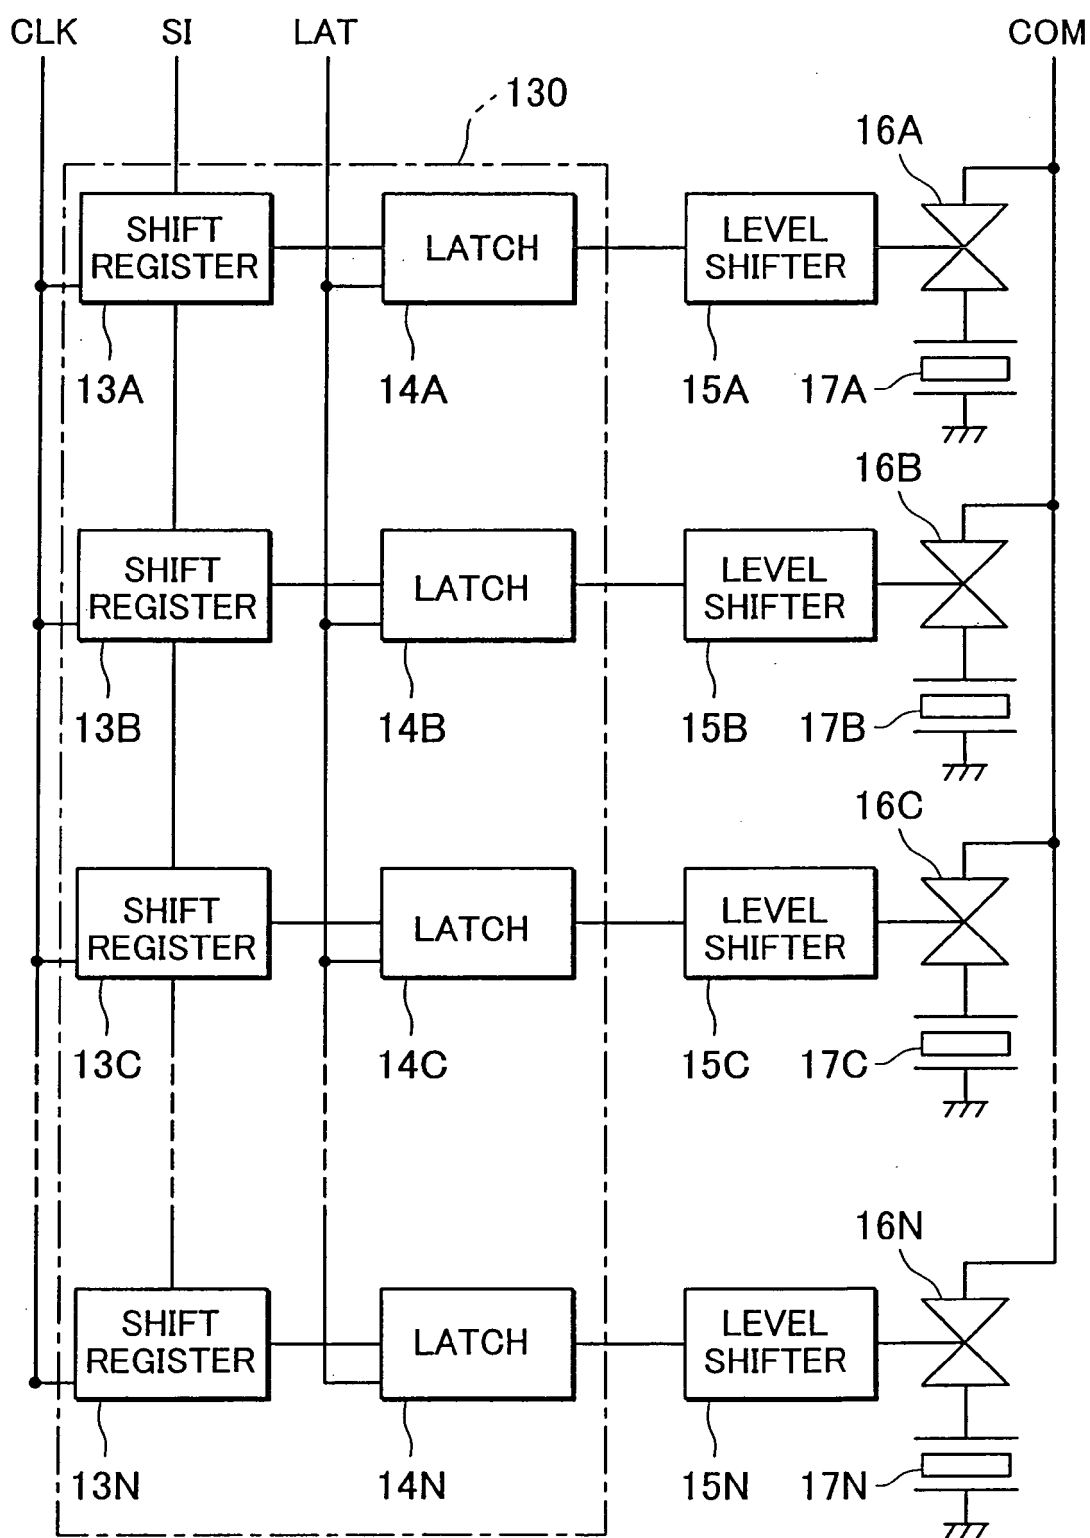 CLK SI LAT COM
130
16A
SHIFT REGISTER
LATCH
LEVEL SHIFTER
13A 14A 15A 17A
16B
SHIFT REGISTER
LATCH
LEVEL SHIFTER
13B 14B 15B 17B
16C
SHIFT REGISTER
LATCH
LEVEL SHIFTER
13C 14C 15C 17C
16N
SHIFT REGISTER
LATCH
LEVEL SHIFTER
13N 14N 15N 17N